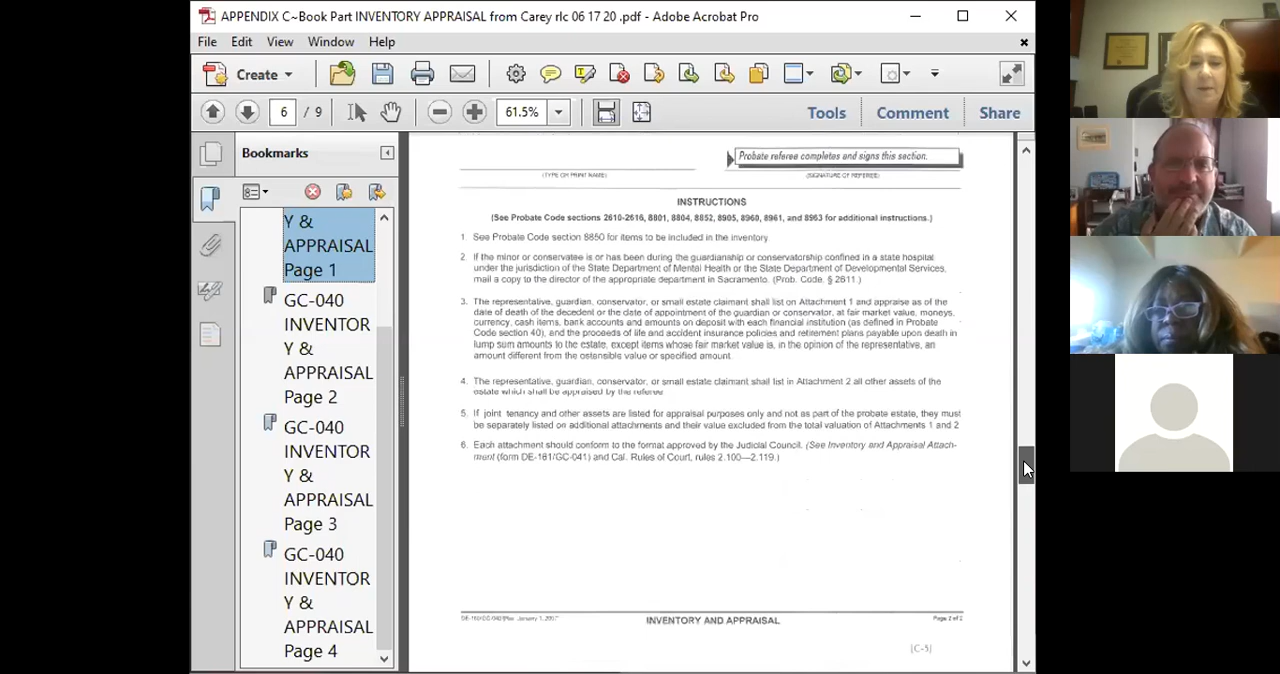 APPENDIX C~Book Part INVENTORY APPRAISAL from Carey rlc 06 17 20 .pdf - Adobe Acrobat Pro
File Edit View Window Help
Create
6 / 9 61.5% Tools Comment Share
Bookmarks
Y &
APPRAISAL
Page 1
GC-040
INVENTOR
Y &
APPRAISAL
Page 2
GC-040
INVENTOR
Y &
APPRAISAL
Page 3
GC-040
INVENTOR
Y &
APPRAISAL
Page 4
Probate referee completes and signs this section.
(TYPE OR PRINT NAME) (SIGNATURE OF REFEREE)
INSTRUCTIONS
(See Probate Code sections 2610-2616, 8801, 8804, 8852, 8905, 8960, 8961, and 8963 for additional instructions.)
1 See Probate Code section 8850 for items to be included in the inventory
2. If the minor or conservatee is or has been during the guardianship or conservatorship confined in a state hospital
under the jurisdiction of the State Department of Mental Health or the State Department of Developmental Services,
mail a copy to the director of the appropriate department in Sacramento. (Prob. Code, § 2611.)
3. The representative, guardian, conservator, or small estate claimant shall list on Attachment 1 and appraise as of the
date of death of the decedent or the date of appointment of the guardian or conservator, at fair market value, moneys,
currency, cash items, bank accounts and amounts on deposit with each financial institution (as defined in Probate
Code section 40), and the proceeds of life and accident insurance policies and retirement plans payable upon death in
lump sum amounts to the estate, except items whose fair market value is, in the opinion of the representative, an
amount different from the ostensible value or specified amount
4. The representative, guardian, conservator, or small estate claimant shall list in Attachment 2 all other assets of the
estate which shall be appraised by the referee
5. If joint tenancy and other assets are listed for appraisal purposes only and not as part of the probate estate, they must
be separately listed on additional attachments and their value excluded from the total valuation of Attachments 1 and 2
6. Each attachment should conform to the format approved by the Judicial Council. (See Inventory and Appraisal Attach-
ment (form DE-161/GC-041) and Cal. Rules of Court, rules 2.100—2.119.)
INVENTORY AND APPRAISAL Page 2 of 2